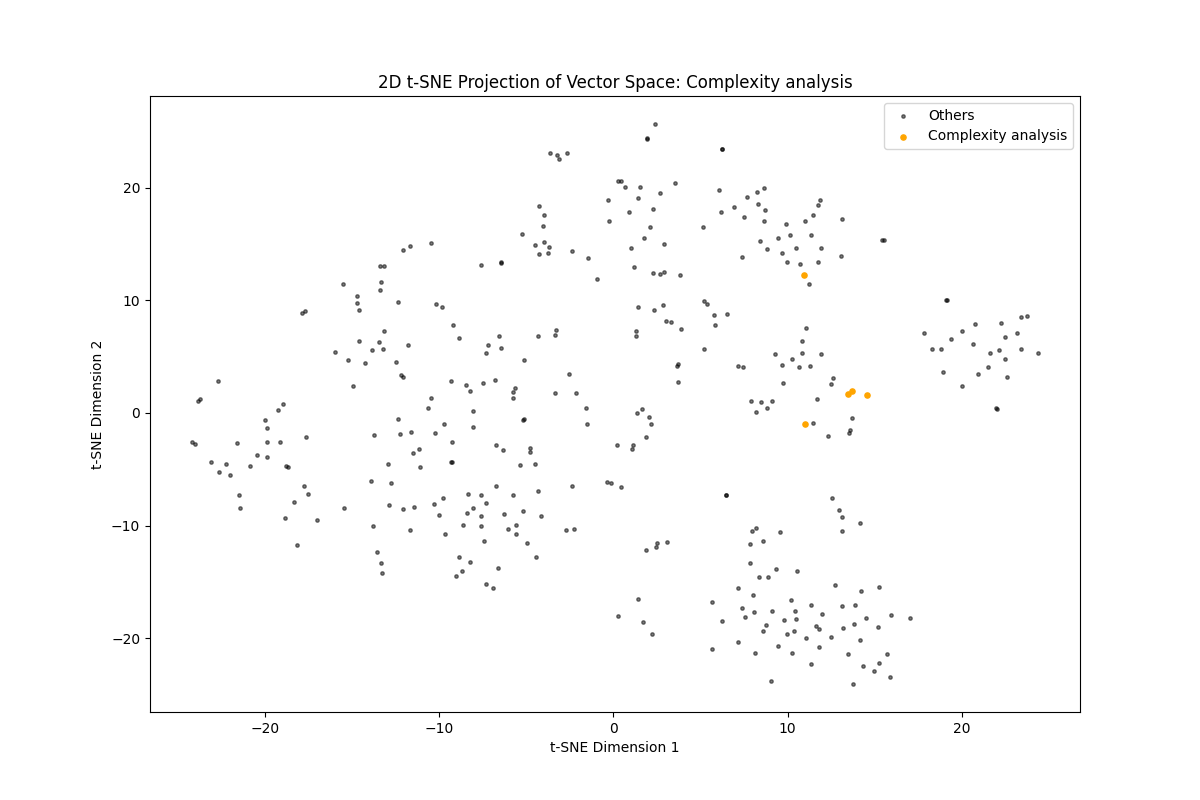 2D t-SNE Projection of Vector Space: Complexity analysis
Others
Complexity analysis
20
10
0
−10
−20
t-SNE Dimension 2
−20
−10
0
10
20
t-SNE Dimension 1